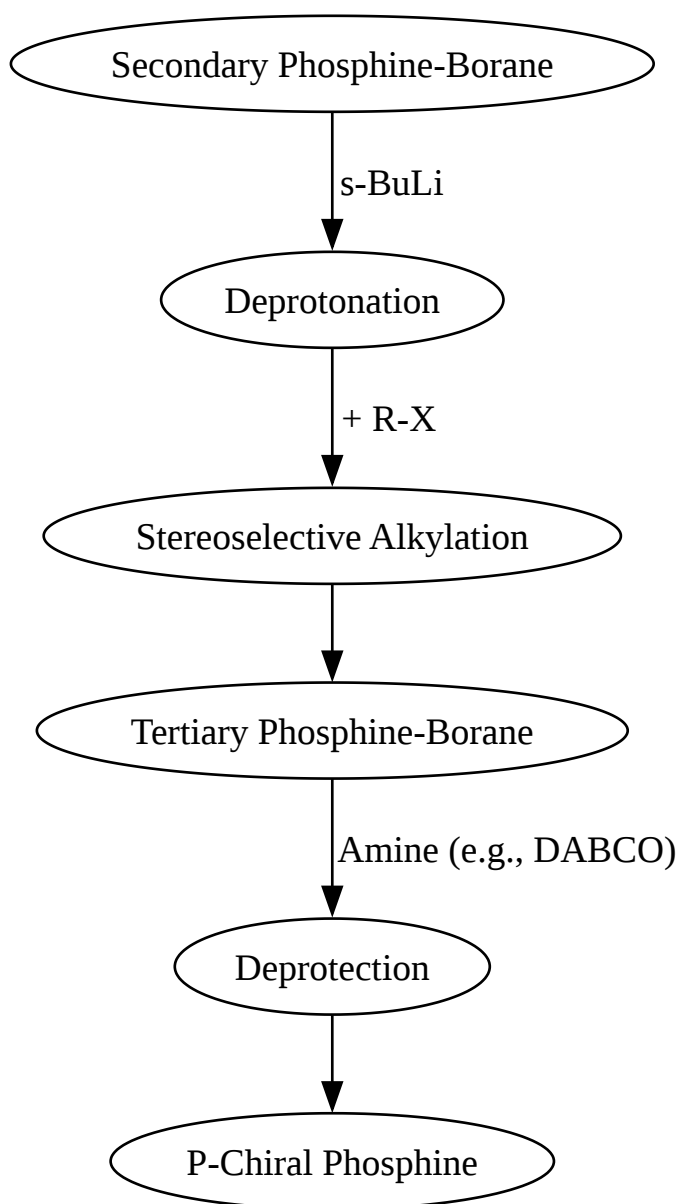 Secondary Phosphine-Borane
s-BuLi
Deprotonation
+ R-X
Stereoselective Alkylation
Tertiary Phosphine-Borane
Amine (e.g., DABCO)
Deprotection
P-Chiral Phosphine